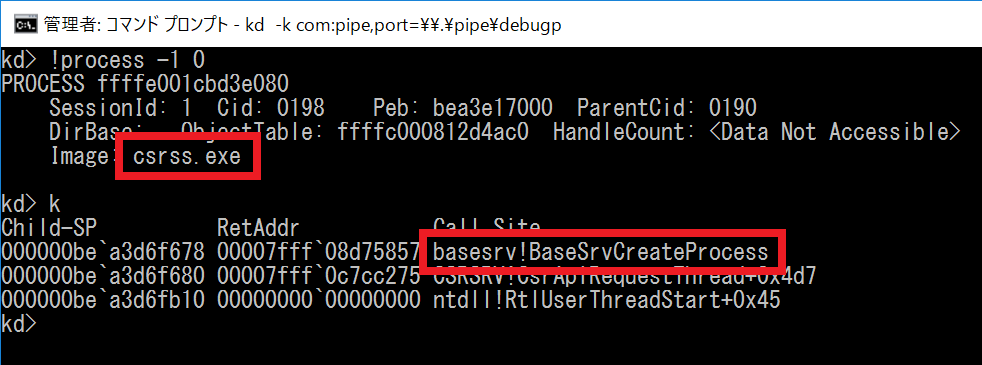 管理者: コマンド プロンプト - kd -k com:pipe,port=¥¥.¥pipe¥debugp
kd> !process -1 0
PROCESS ffffe001cbd3e080
    SessionId: 1  Cid: 0198    Peb: bea3e17000  ParentCid: 0190
    DirBase:   ObjectTable: ffffc000812d4ac0  HandleCount: <Data Not Accessible>
    Image: csrss.exe
kd> k
Child-SP          RetAddr           Call Site
000000be`a3d6f678 00007fff`08d75857 basesrv!BaseSrvCreateProcess
000000be`a3d6f680 00007fff`0c7cc275 CSRSRV!CsrApiRequestThread+0x4d7
000000be`a3d6fb10 00000000`00000000 ntdll!RtlUserThreadStart+0x45
kd>